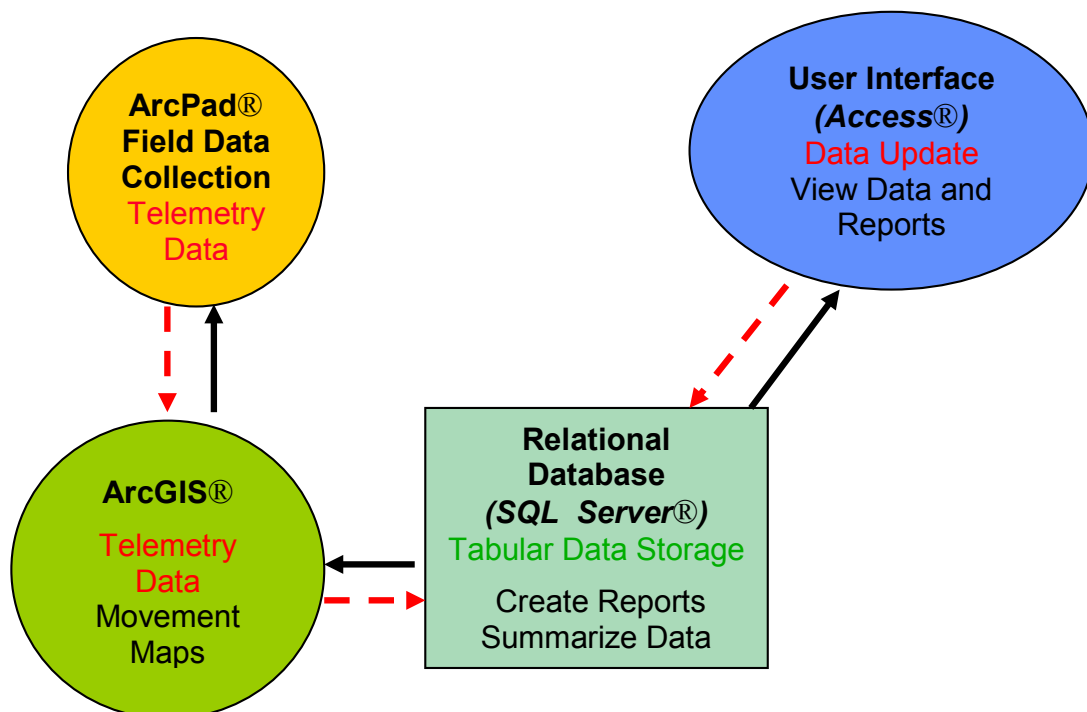 ArcPad®
Field Data
Collection
Telemetry
Data
User Interface
(Access®)
Data Update
View Data and
Reports
ArcGIS®
Telemetry
Data
Movement
Maps
Relational
Database
(SQL  Server®)
Tabular Data Storage
Create Reports
Summarize Data